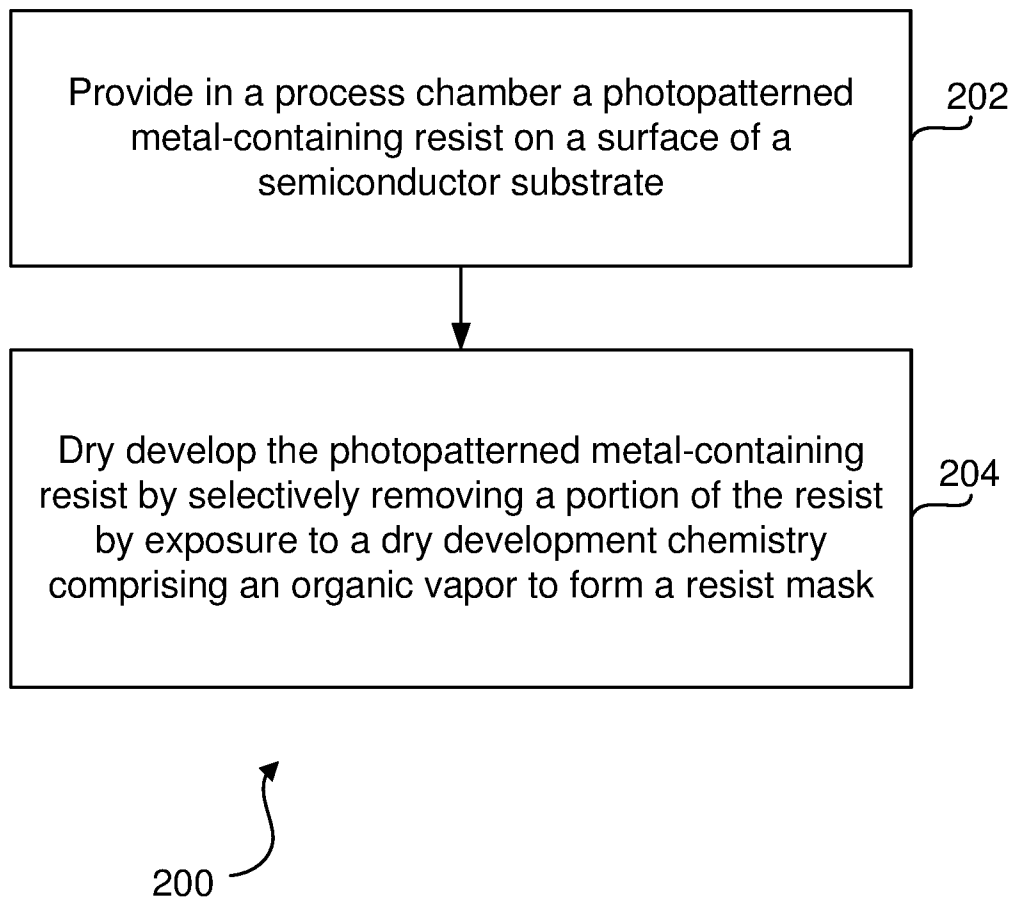 Provide in a process chamber a photopatterned
metal-containing resist on a surface of a
semiconductor substrate
202
Dry develop the photopatterned metal-containing
resist by selectively removing a portion of the resist
by exposure to a dry development chemistry
comprising an organic vapor to form a resist mask
204
200